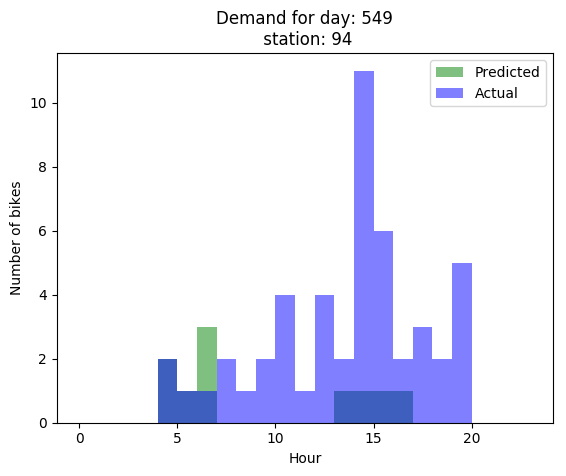 Demand for day: 549
station: 94
Predicted
Actual
10
8
6
4
2
0
Number of bikes
0
5
10
15
20
Hour